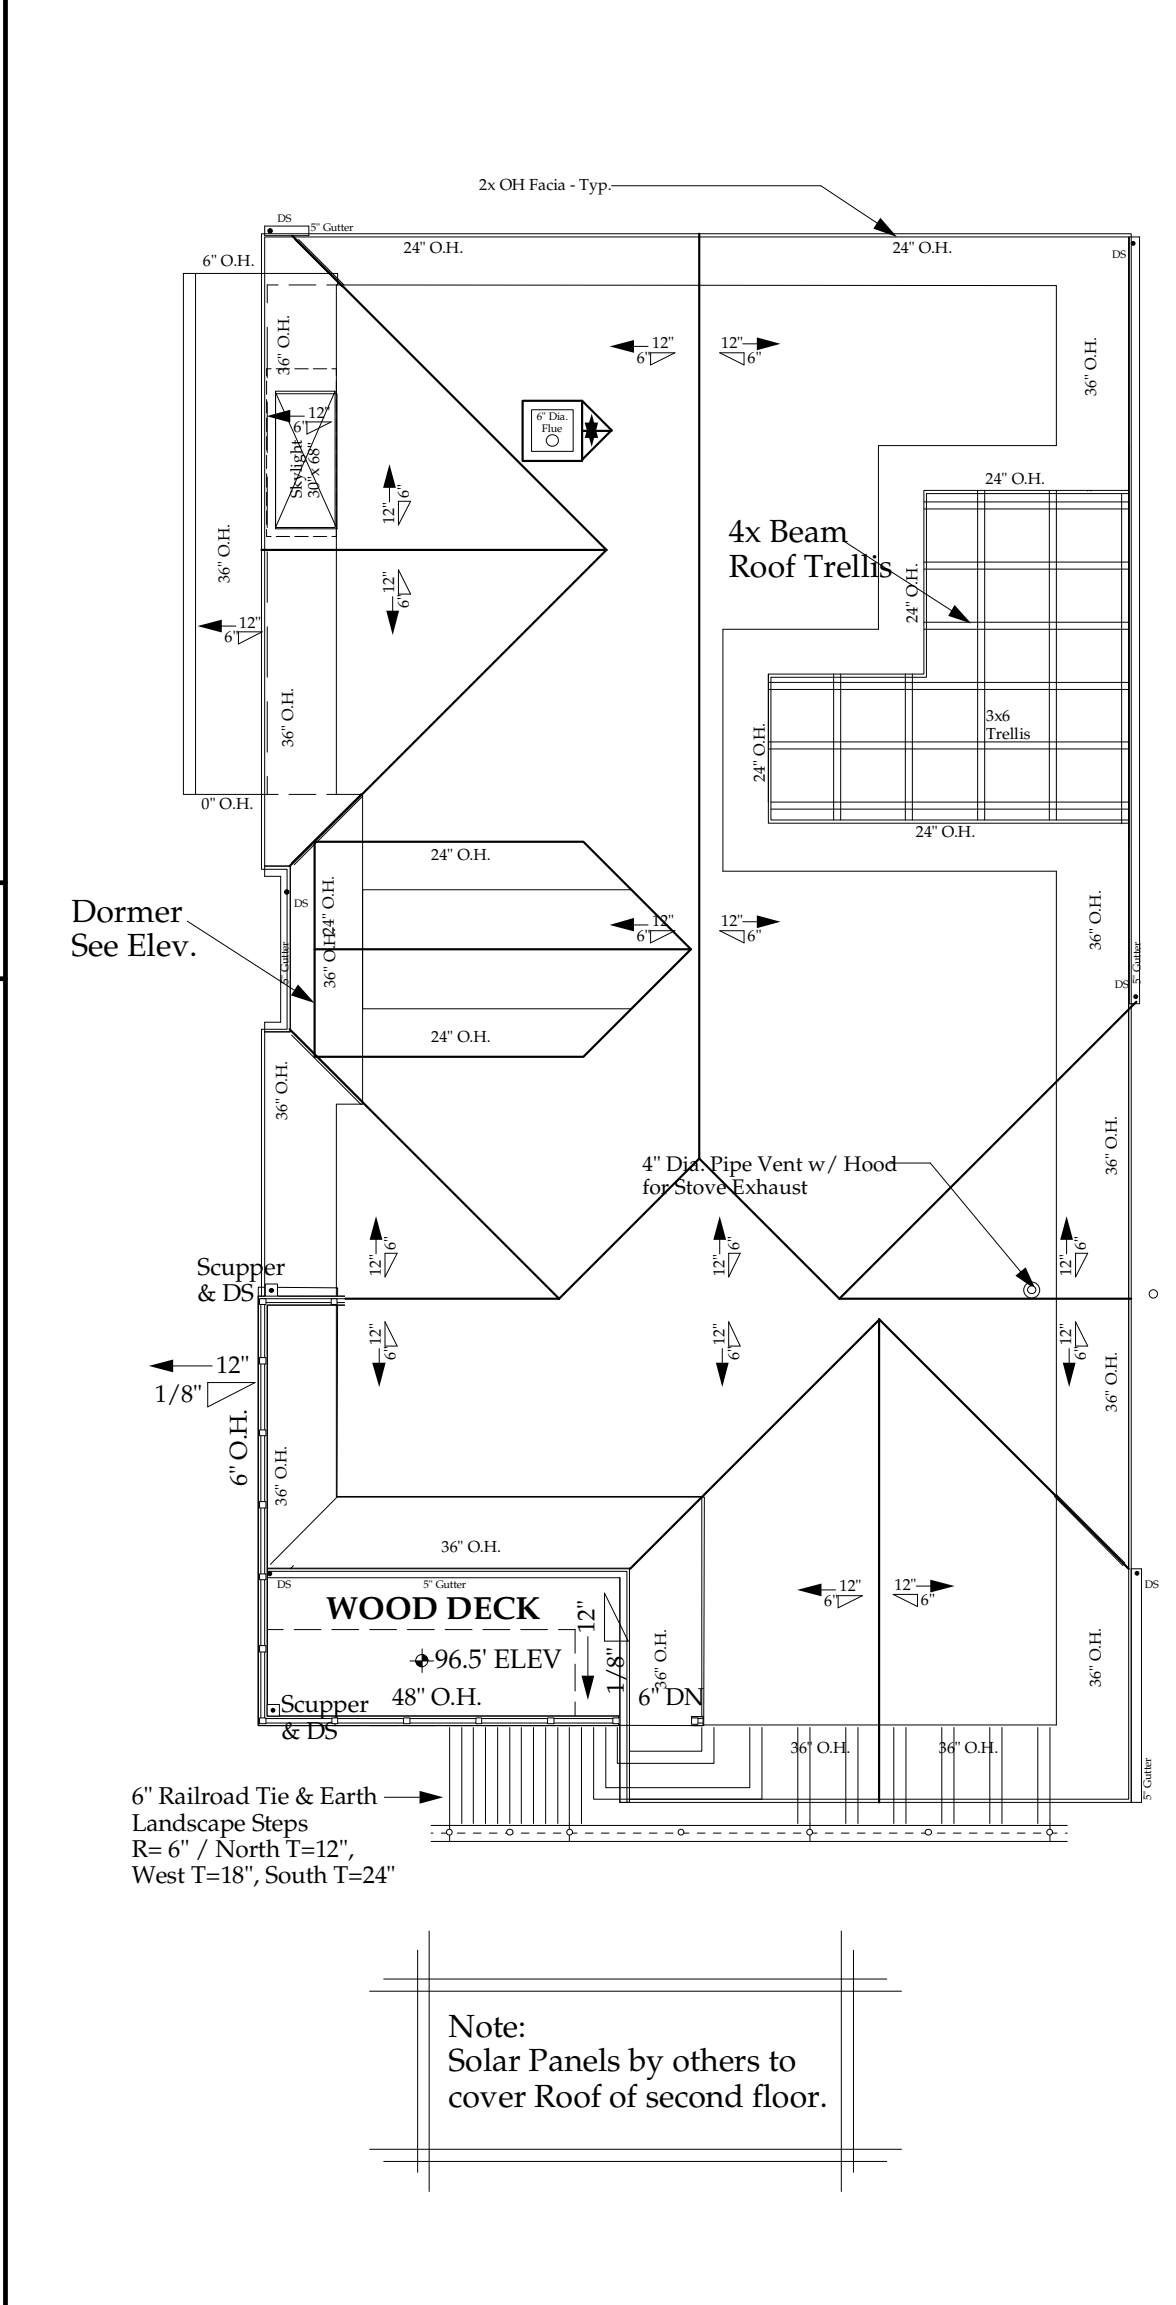 2x OH Facia - Typ.
DS
5" Gutter
24" O.H.
24" O.H.
DS
6" O.H.
36" O.H.
36" O.H.
12"
6"
12"
6"
6" Dia.
Flue
12"
6"
Skylight
30"x 68"
12"
6"
24" O.H.
4x Beam
Roof Trellis
36" O.H.
12"
6"
24" O.H.
12"
6"
36" O.H.
24" O.H.
3x6
Trellis
0" O.H.
24" O.H.
24" O.H.
24" O.H.
36" O.H.
Dormer
See Elev.
DS
5" Gutter
36" O.H.
12"
6"
12"
6"
36" O.H.
5" Gutter
DS
24" O.H.
36" O.H.
36" O.H.
4" Dia. Pipe Vent w/ Hood
for Stove Exhaust
12"
6"
12"
6"
12"
6"
Scupper
& DS
12"
6"
12"
6"
12"
6"
12"
1/8"
36" O.H.
6" O.H.
36" O.H.
36" O.H.
DS
5" Gutter
12"
6"
12"
6"
DS
WOOD DECK
12"
1/8"
96.5' ELEV
36" O.H.
36" O.H.
48" O.H.
6" DN
Scupper
& DS
36" O.H.
36" O.H.
5" Gutter
6" Railroad Tie & Earth
Landscape Steps
R= 6" / North T=12",
West T=18", South T=24"
Note:
Solar Panels by others to
cover Roof of second floor.